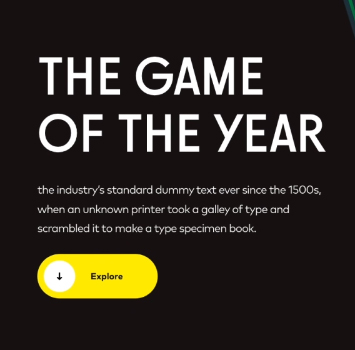 THE GAME
OF THE YEAR
the industry's standard dummy text ever since the 1500s,
when an unknown printer took a galley of type and
scrambled it to make a type specimen book.
Explore